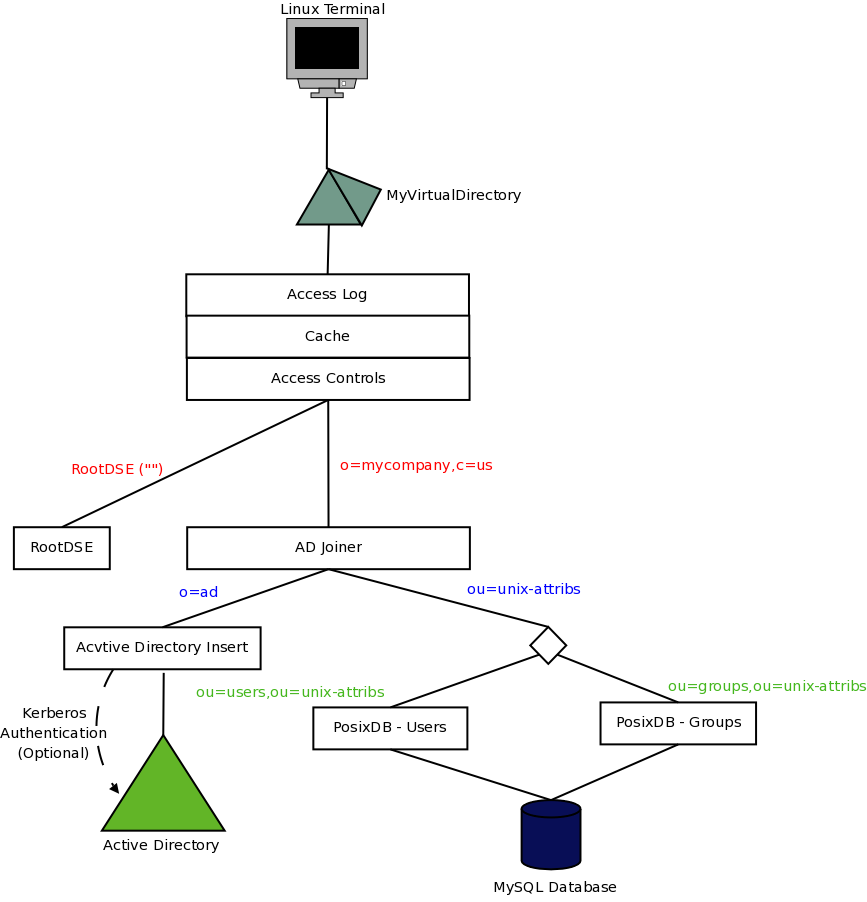 Linux Terminal
MyVirtualDirectory
Access Log
Cache
Access Controls
RootDSE ("")
o=mycompany,c=us
RootDSE
AD Joiner
o=ad
ou=unix-attribs
Acvtive Directory Insert
ou=users,ou=unix-attribs
ou=groups,ou=unix-attribs
Kerberos
Authentication
(Optional)
PosixDB - Users
PosixDB - Groups
Active Directory
MySQL Database